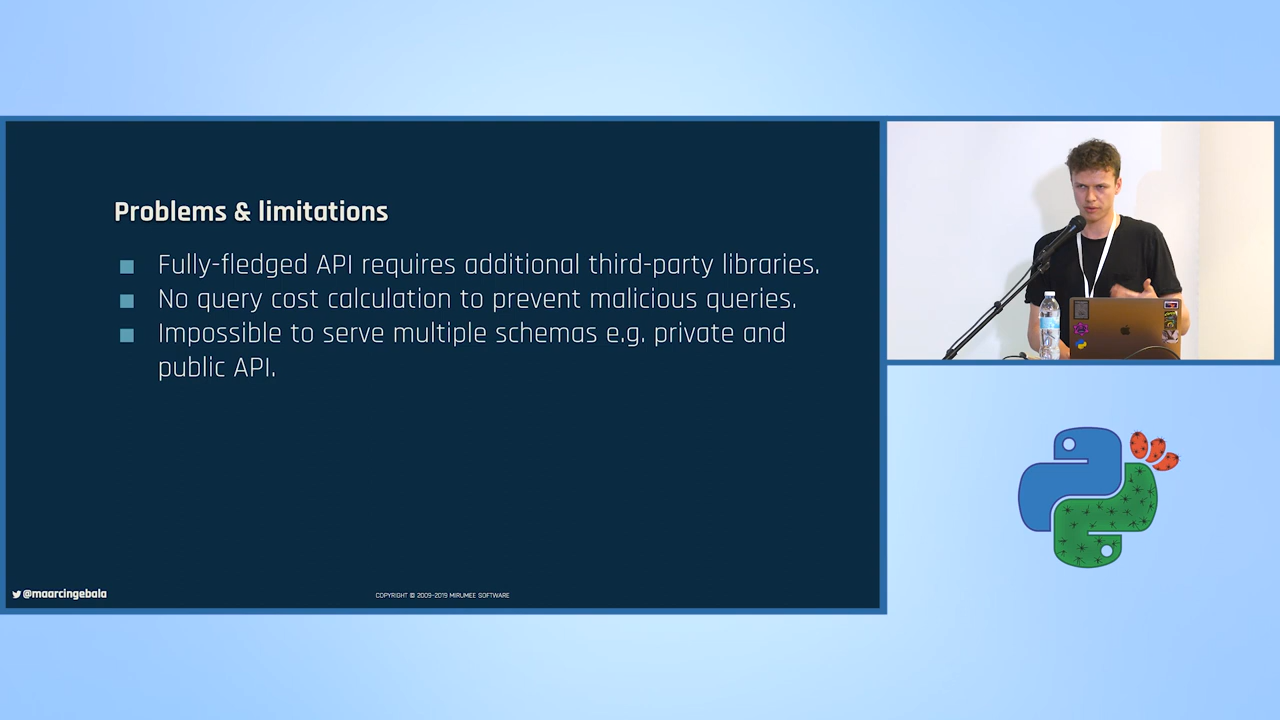 Problems & limitations
Fully-fledged API requires additional third-party libraries.
No query cost calculation to prevent malicious queries.
Impossible to serve multiple schemas e.g. private and
public API.
@maarcingebala
COPYRIGHT © 2009-2019 MIRUMEE SOFTWARE